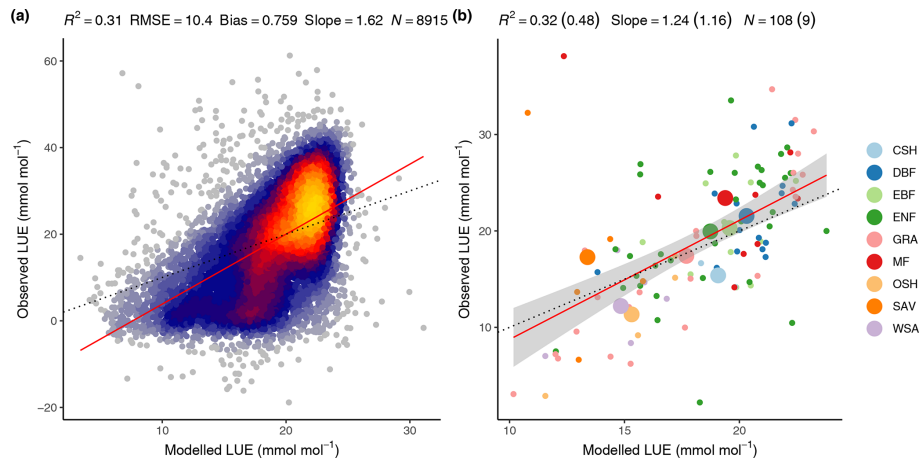 (a)
R² = 0.31 RMSE = 10.4 Bias = 0.759 Slope = 1.62 N = 8915
60
40
20
0
−20
Observed LUE (mmol mol⁻¹)
10
20
30
Modelled LUE (mmol mol⁻¹)
(b)
R² = 0.32 (0.48) Slope = 1.24 (1.16) N = 108 (9)
30
20
10
Observed LUE (mmol mol⁻¹)
10
15
20
Modelled LUE (mmol mol⁻¹)
CSH
DBF
EBF
ENF
GRA
MF
OSH
SAV
WSA